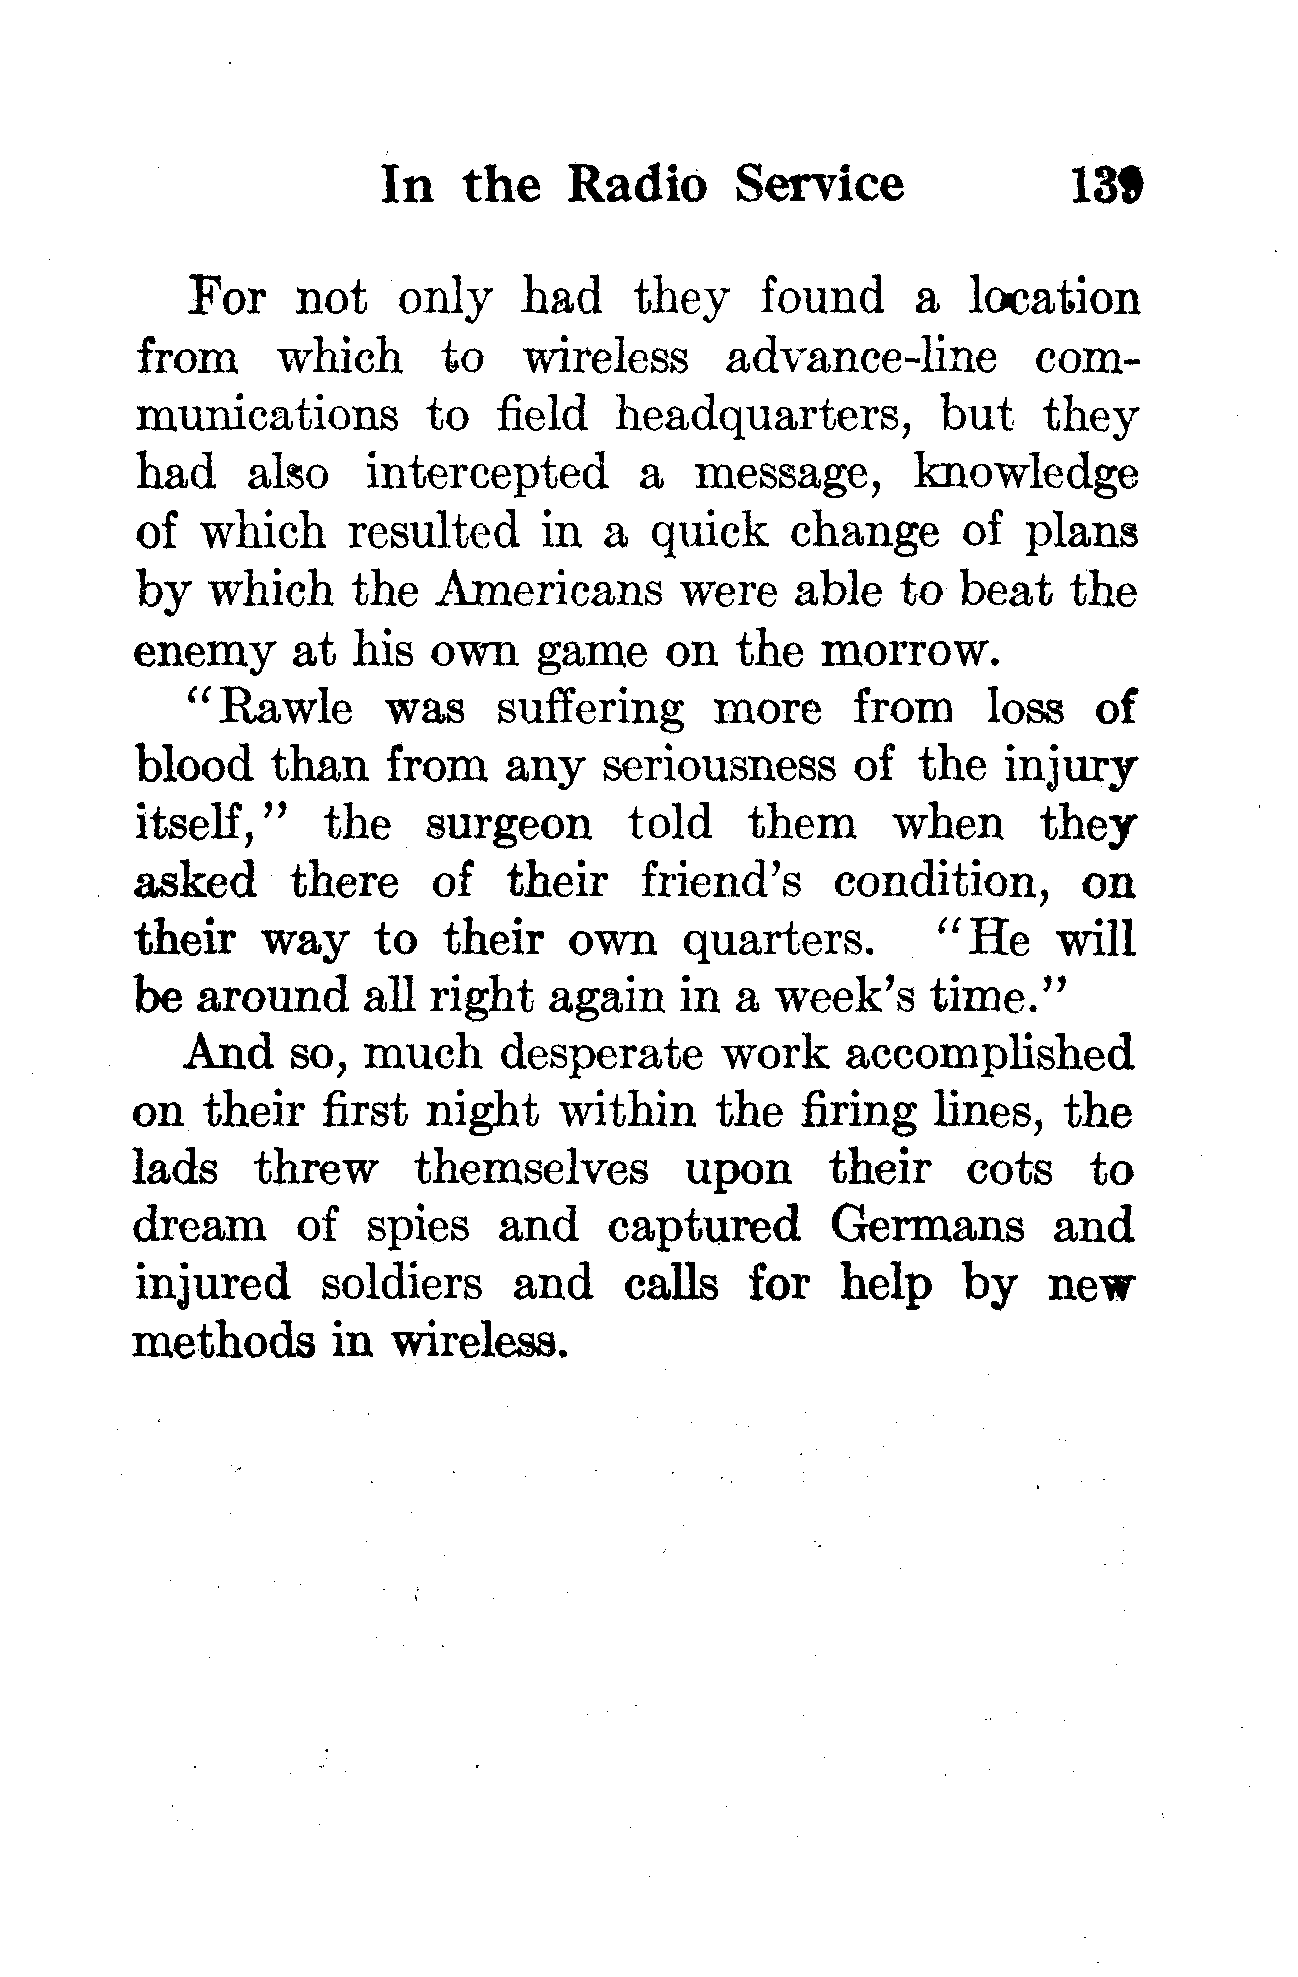 In the Radio Service 139
For not only had they found a location
from which to wireless advance-line com-
munications to field headquarters, but they
had also intercepted a message, knowledge
of which resulted in a quick change of plans
by which the Americans were able to beat the
enemy at his own game on the morrow.
"Rawle was suffering more from loss of
blood than from any seriousness of the injury
itself," the surgeon told them when they
asked there of their friend's condition, on
their way to their own quarters. "He will
be around all right again in a week's time."
And so, much desperate work accomplished
on their first night within the firing lines, the
lads threw themselves upon their cots to
dream of spies and captured Germans and
injured soldiers and calls for help by new
methods in wireless.